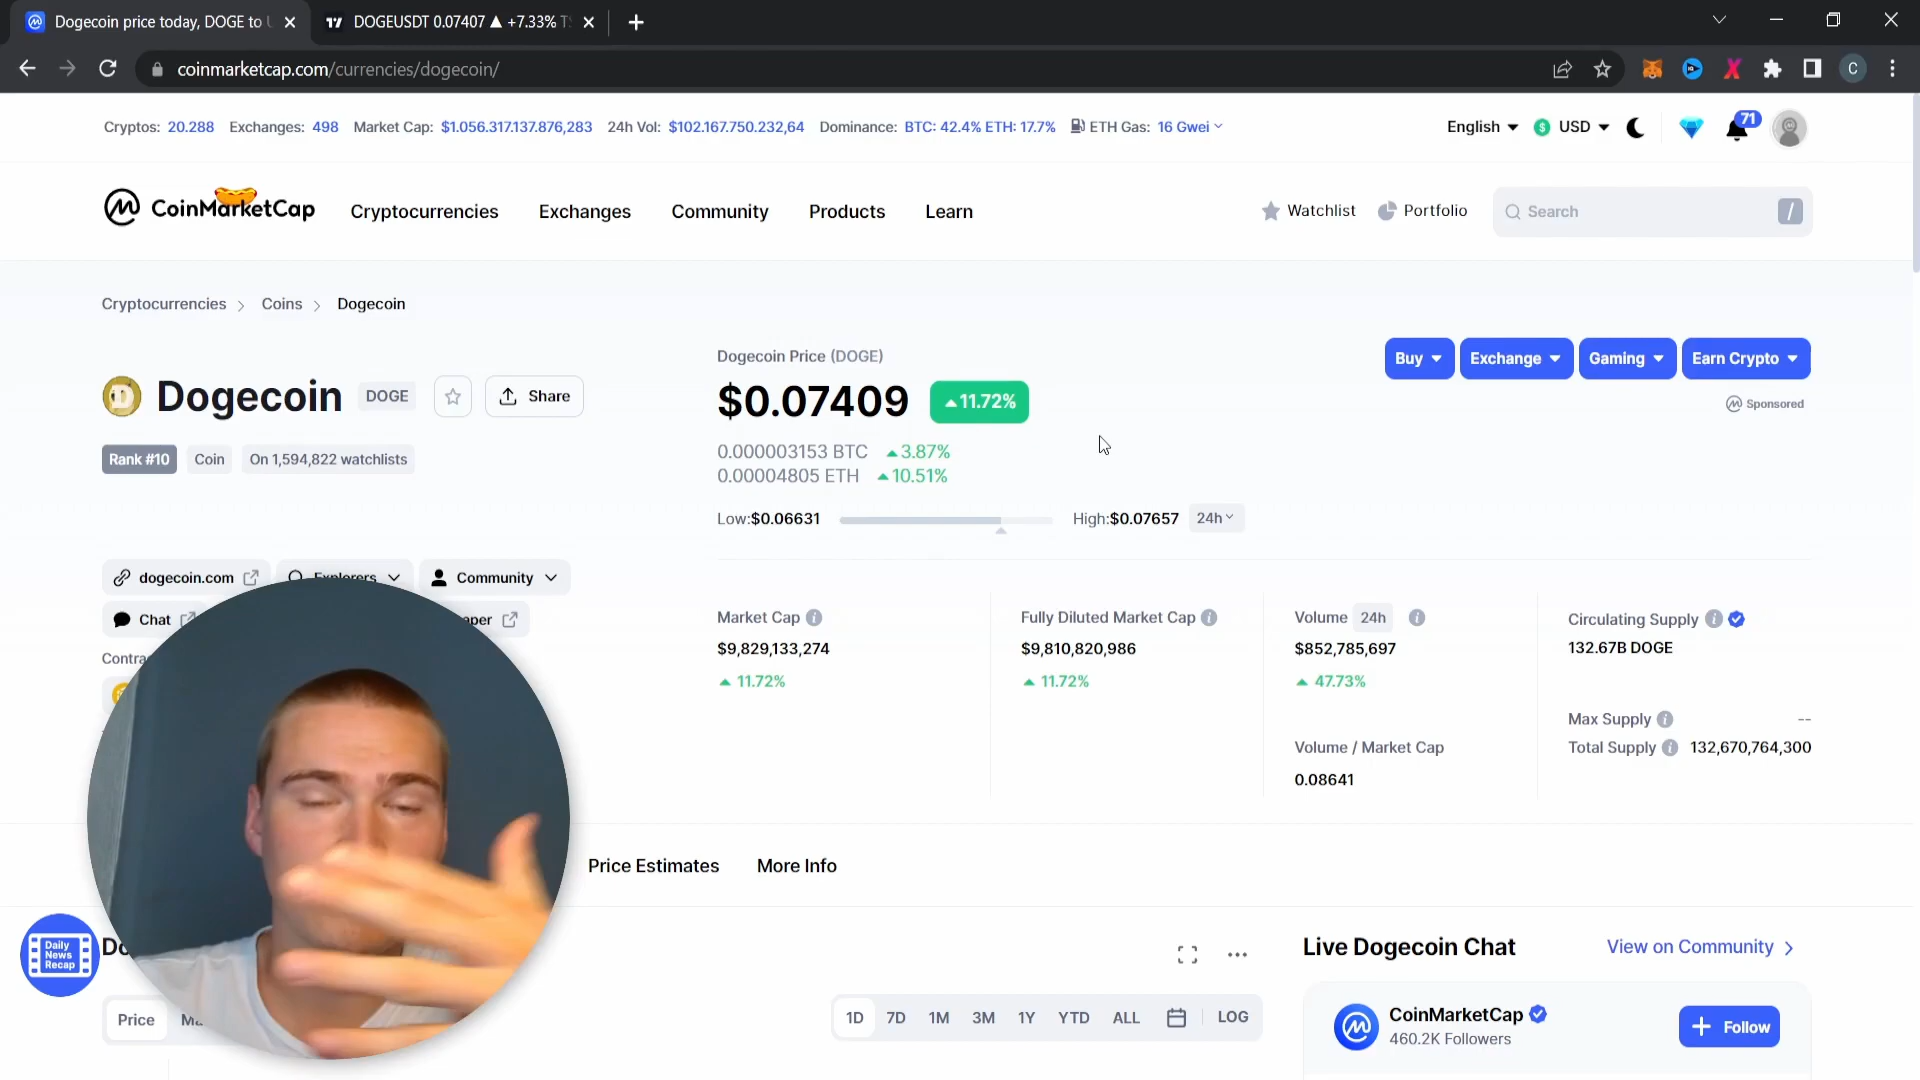 Dogecoin price today, DOGE to U
DOGEUSDT 0.07407 ▲ +7.33%
coinmarketcap.com/currencies/dogecoin/
C
Cryptos: 20.288 Exchanges: 498 Market Cap: $1.056.317.137.876,283 24h Vol: $102.167.750.232,64 Dominance: BTC: 42.4% ETH: 17.7% ETH Gas: 16 Gwei
English USD 71
CoinMarketCap Cryptocurrencies Exchanges Community Products Learn
Watchlist Portfolio Search /
Cryptocurrencies > Coins > Dogecoin
Dogecoin Price (DOGE)
Buy Exchange Gaming Earn Crypto
Dogecoin DOGE Share
$0.07409 11.72%
Sponsored
Rank #10 Coin On 1,594,822 watchlists
0.000003153 BTC 3.87%
0.00004805 ETH 10.51%
Low:$0.06631 High:$0.07657 24h
dogecoin.com Explorers Community
Chat
Market Cap Fully Diluted Market Cap Volume 24h Circulating Supply
$9,829,133,274 $9,810,820,986 $852,785,697 132.67B DOGE
11.72% 11.72% 47.73%
Max Supply --
Volume / Market Cap Total Supply 132,670,764,300
0.08641
Price Estimates More Info
Daily
News
Recap
Live Dogecoin Chat View on Community
Price
1D 7D 1M 3M 1Y YTD ALL LOG
CoinMarketCap
460.2K Followers
Follow